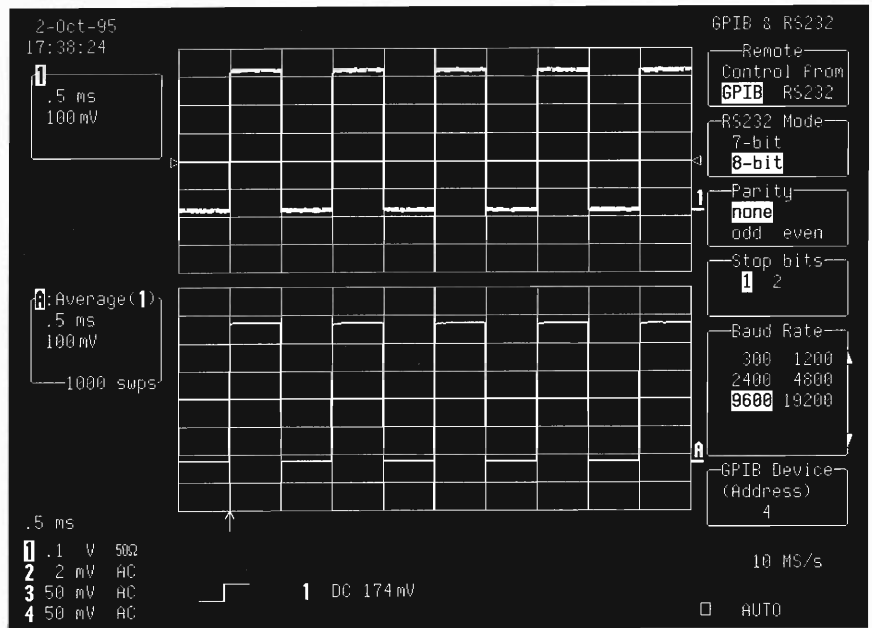 2-Oct-95
17:38:24
1
.5 ms
100 mV
A:Average(1)
.5 ms
100 mV
1000 swps
.5 ms
1 .1 V 50Ω
2 2 mV AC
3 50 mV AC
4 50 mV AC
1
A
1 DC 174 mV
GPIB & RS232
Remote
Control From
GPIB RS232
RS232 Mode
7-bit
8-bit
Parity
none
odd even
Stop bits
1 2
Baud Rate
300 1200
2400 4800
9600 19200
GPIB Device
(Address)
4
10 MS/s
AUTO